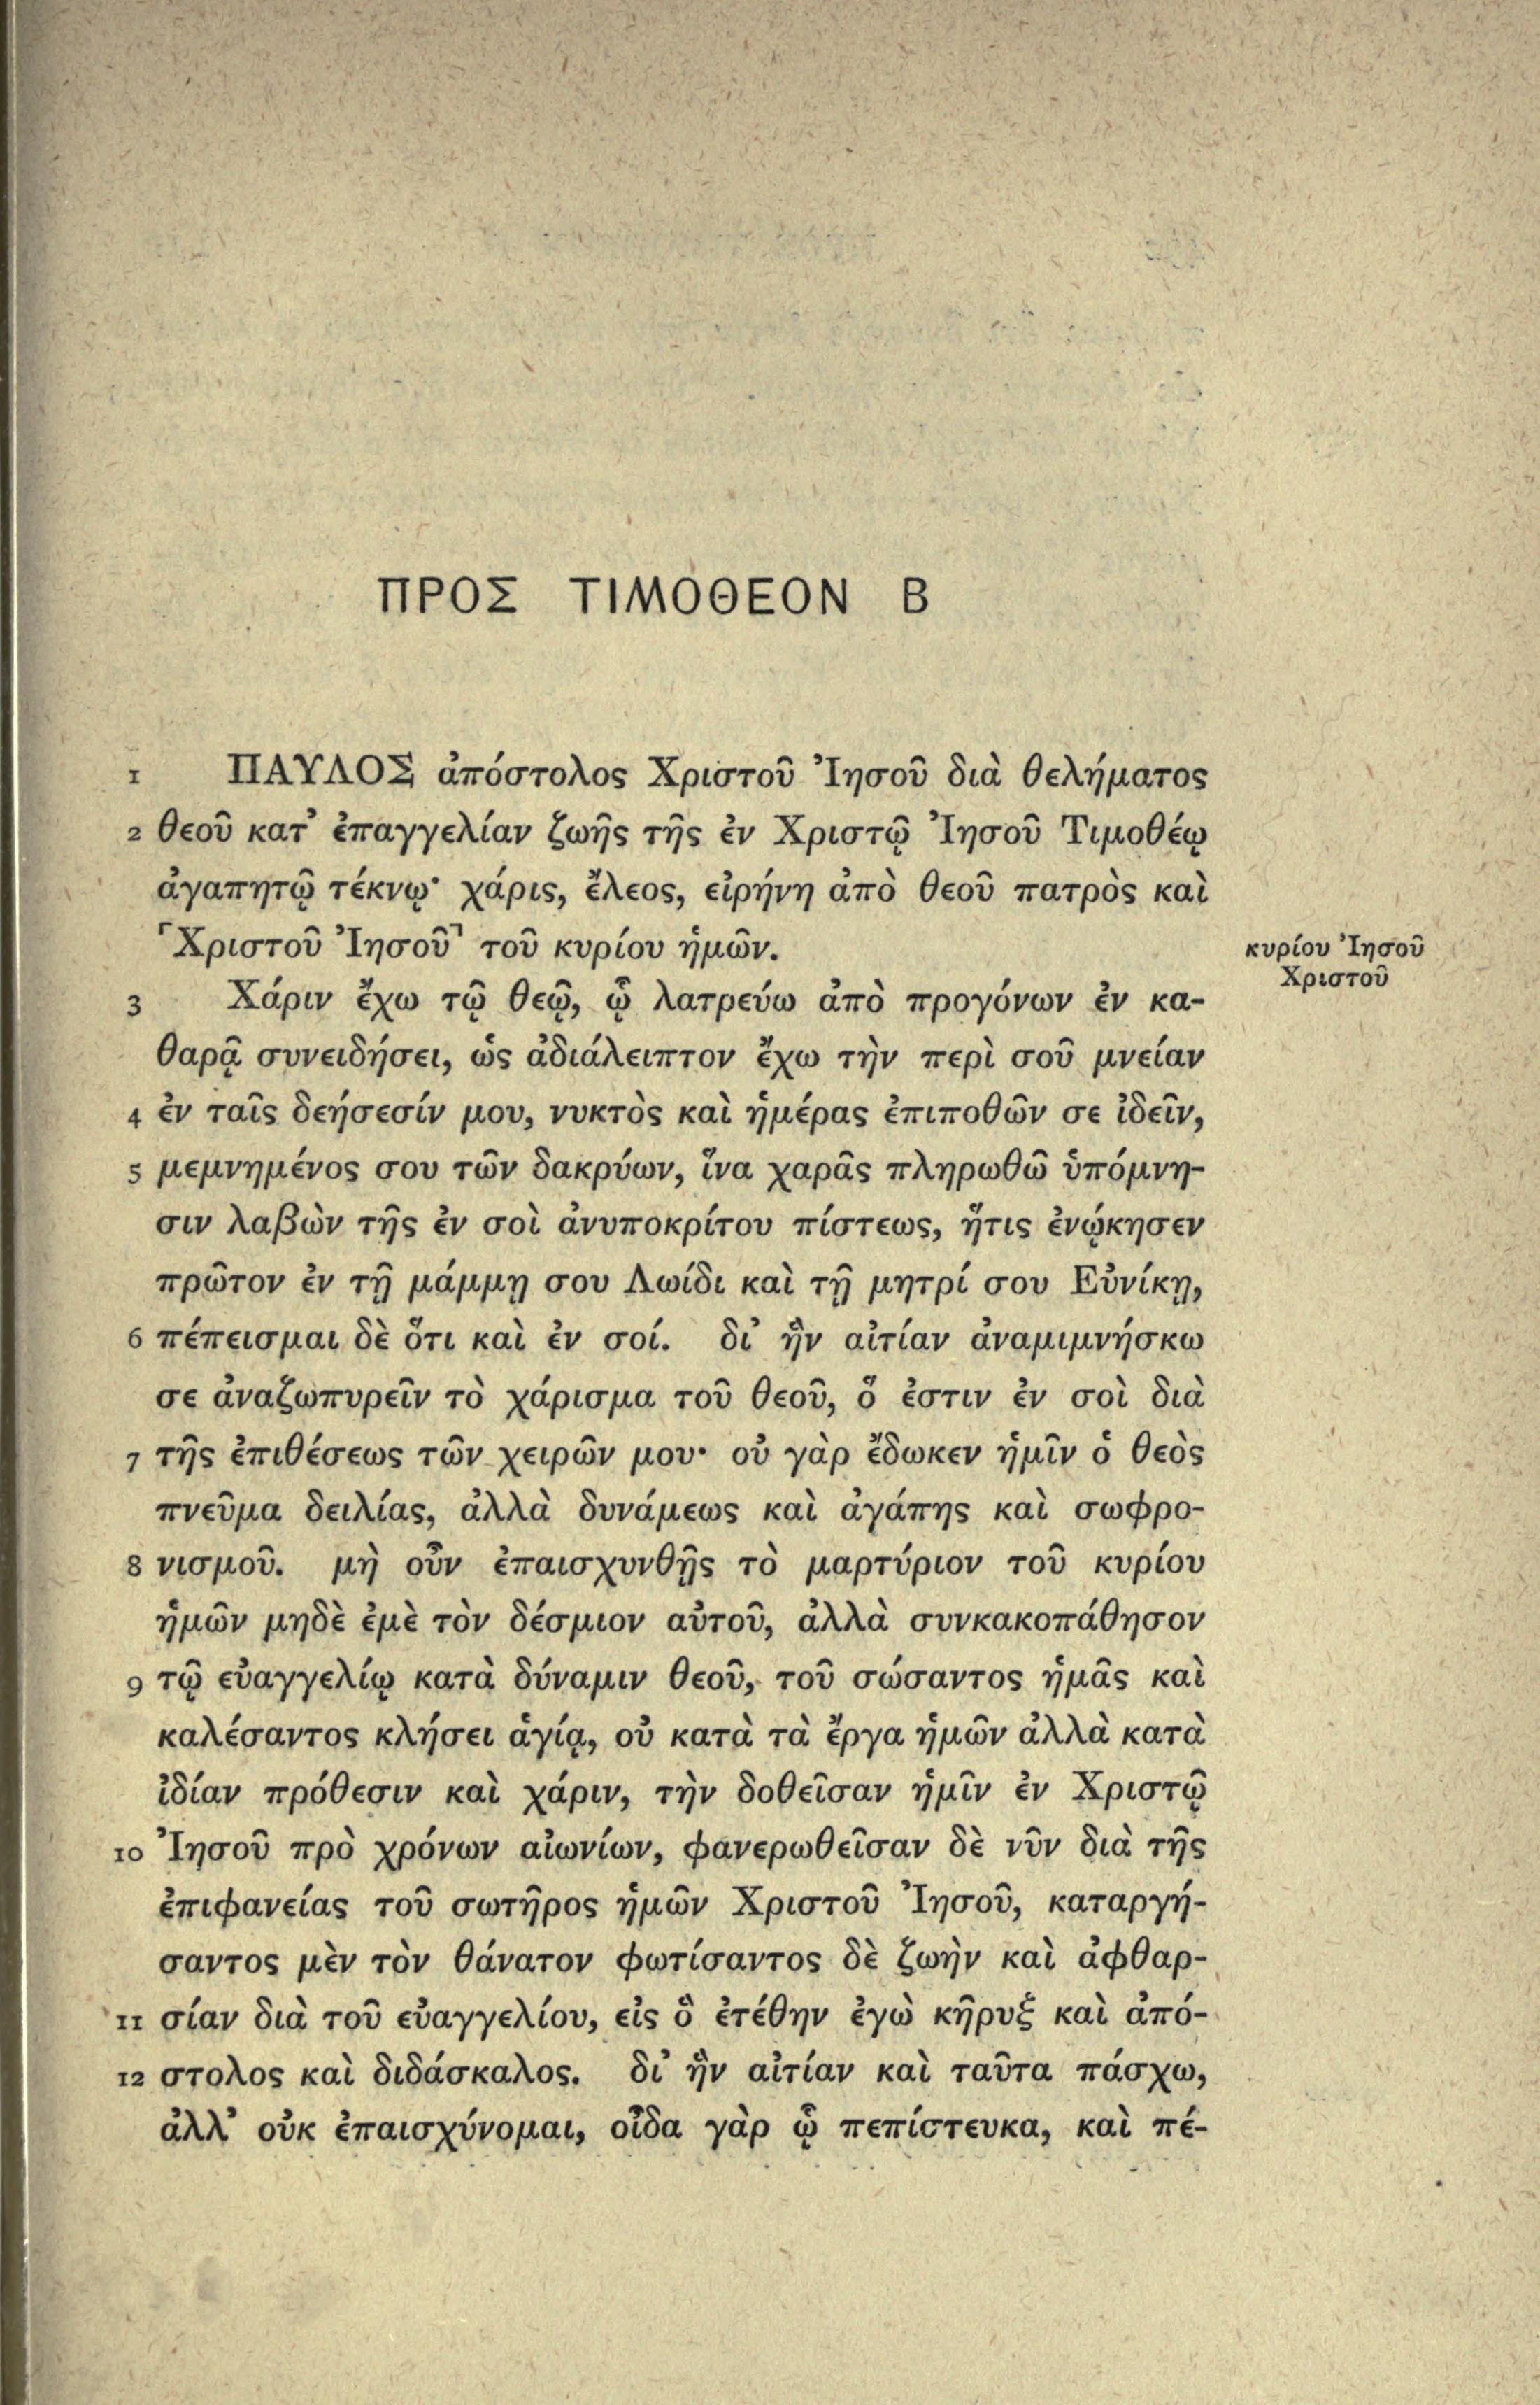 ΠΡΟΣ ΤΙΜΟΘΕΟΝ Β
1 ΠΑΥΛΟΣ ἀπόστολος Χριστοῦ Ἰησοῦ διὰ θελήματος
2 θεοῦ κατ' ἐπαγγελίαν ζωῆς τῆς ἐν Χριστῷ Ἰησοῦ Τιμοθέῳ
ἀγαπητῷ τέκνῳ· χάρις, ἔλεος, εἰρήνη ἀπὸ θεοῦ πατρὸς καὶ
⌜Χριστοῦ Ἰησοῦ⌝ τοῦ κυρίου ἡμῶν.
κυρίου Ἰησοῦ
Χριστοῦ
3 Χάριν ἔχω τῷ θεῷ, ᾧ λατρεύω ἀπὸ προγόνων ἐν κα-
θαρᾷ συνειδήσει, ὡς ἀδιάλειπτον ἔχω τὴν περὶ σοῦ μνείαν
4 ἐν ταῖς δεήσεσίν μου, νυκτὸς καὶ ἡμέρας ἐπιποθῶν σε ἰδεῖν,
5 μεμνημένος σου τῶν δακρύων, ἵνα χαρᾶς πληρωθῶ ὑπόμνη-
σιν λαβὼν τῆς ἐν σοὶ ἀνυποκρίτου πίστεως, ἥτις ἐνῴκησεν
πρῶτον ἐν τῇ μάμμῃ σου Λωίδι καὶ τῇ μητρί σου Εὐνίκῃ,
6 πέπεισμαι δὲ ὅτι καὶ ἐν σοί. δι' ἣν αἰτίαν ἀναμιμνήσκω
σε ἀναζωπυρεῖν τὸ χάρισμα τοῦ θεοῦ, ὅ ἐστιν ἐν σοὶ διὰ
7 τῆς ἐπιθέσεως τῶν χειρῶν μου· οὐ γὰρ ἔδωκεν ἡμῖν ὁ θεὸς
πνεῦμα δειλίας, ἀλλὰ δυνάμεως καὶ ἀγάπης καὶ σωφρο-
8 νισμοῦ. μὴ οὖν ἐπαισχυνθῇς τὸ μαρτύριον τοῦ κυρίου
ἡμῶν μηδὲ ἐμὲ τὸν δέσμιον αὐτοῦ, ἀλλὰ συνκακοπάθησον
9 τῷ εὐαγγελίῳ κατὰ δύναμιν θεοῦ, τοῦ σώσαντος ἡμᾶς καὶ
καλέσαντος κλήσει ἁγίᾳ, οὐ κατὰ τὰ ἔργα ἡμῶν ἀλλὰ κατὰ
ἰδίαν πρόθεσιν καὶ χάριν, τὴν δοθεῖσαν ἡμῖν ἐν Χριστῷ
10 Ἰησοῦ πρὸ χρόνων αἰωνίων, φανερωθεῖσαν δὲ νῦν διὰ τῆς
ἐπιφανείας τοῦ σωτῆρος ἡμῶν Χριστοῦ Ἰησοῦ, καταργή-
σαντος μὲν τὸν θάνατον φωτίσαντος δὲ ζωὴν καὶ ἀφθαρ-
11 σίαν διὰ τοῦ εὐαγγελίου, εἰς ὃ ἐτέθην ἐγὼ κῆρυξ καὶ ἀπό-
12 στολος καὶ διδάσκαλος. δι' ἣν αἰτίαν καὶ ταῦτα πάσχω,
ἀλλ' οὐκ ἐπαισχύνομαι, οἶδα γὰρ ᾧ πεπίστευκα, καὶ πέ-